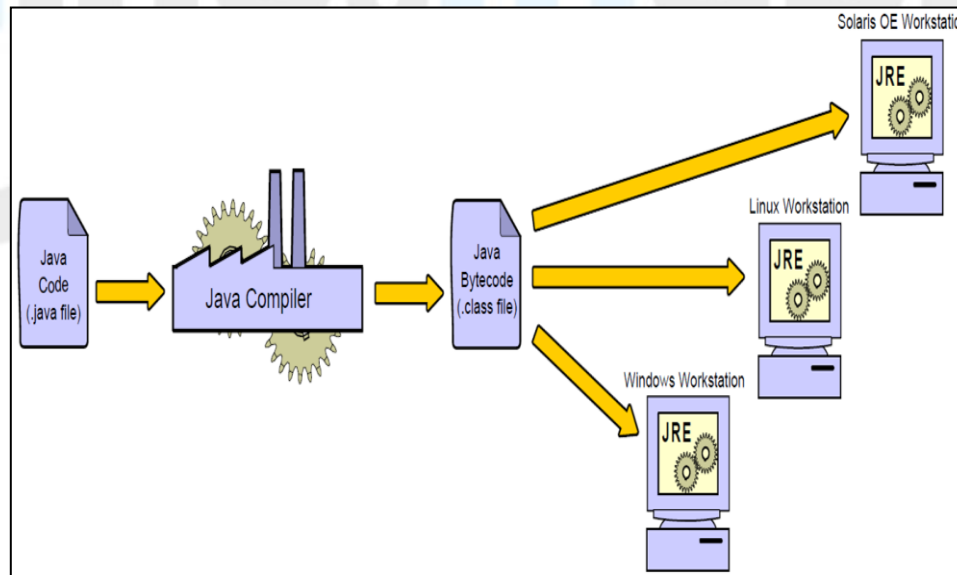 Java
Code
(.java file)
Java Compiler
Java
Bytecode
(.class file)
Solaris OE
JRE
Linux Workstation
JRE
Windows Workstation
JRE